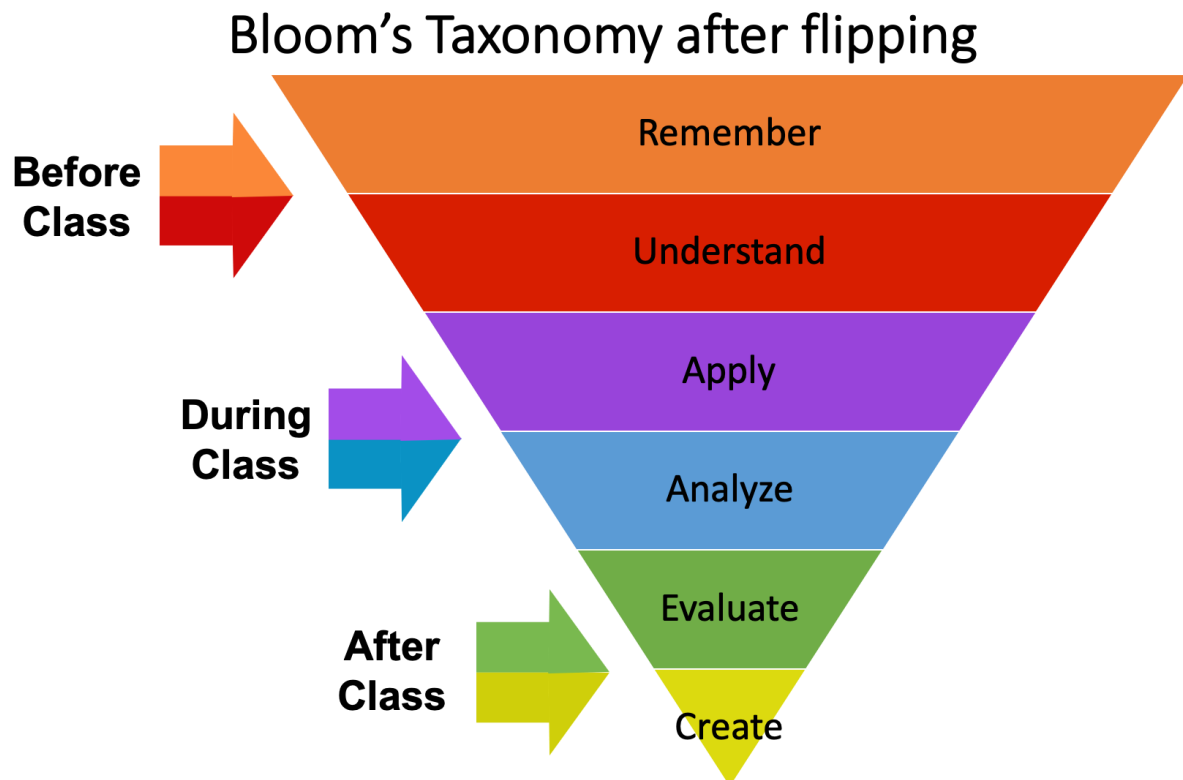 Bloom’s Taxonomy after flipping
Remember
Before
Class
Understand
Apply
During
Class
Analyze
Evaluate
After
Class
Create